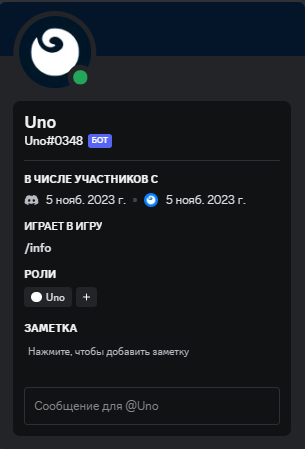 Uno
Uno#0348 БОТ
В ЧИСЛЕ УЧАСТНИКОВ С
5 нояб. 2023 г. • 5 нояб. 2023 г.
ИГРАЕТ В ИГРУ
/info
РОЛИ
Uno +
ЗАМЕТКА
Нажмите, чтобы добавить заметку
Сообщение для @Uno